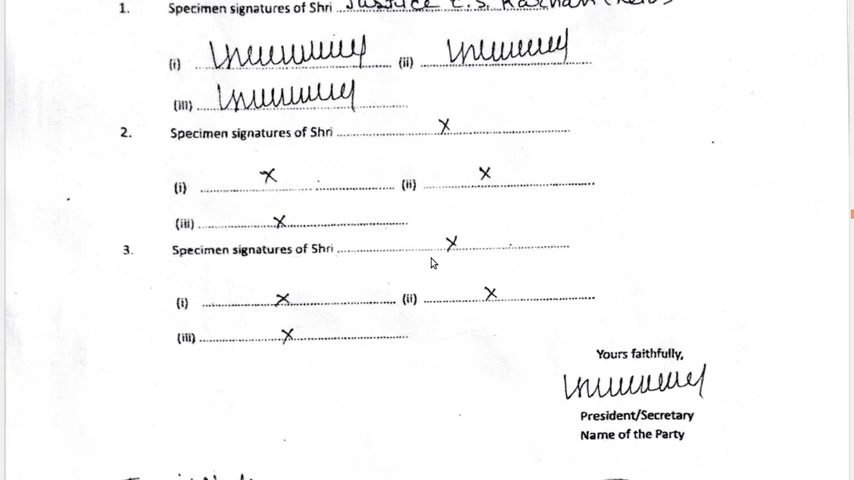 1. Specimen signatures of Shri Justice C.S.
(i) (ii)
(iii)
2. Specimen signatures of Shri x
(i) x (ii) x
(iii) x
3. Specimen signatures of Shri x
(i) x (ii) x
(iii) x
Yours faithfully,
President/Secretary
Name of the Party